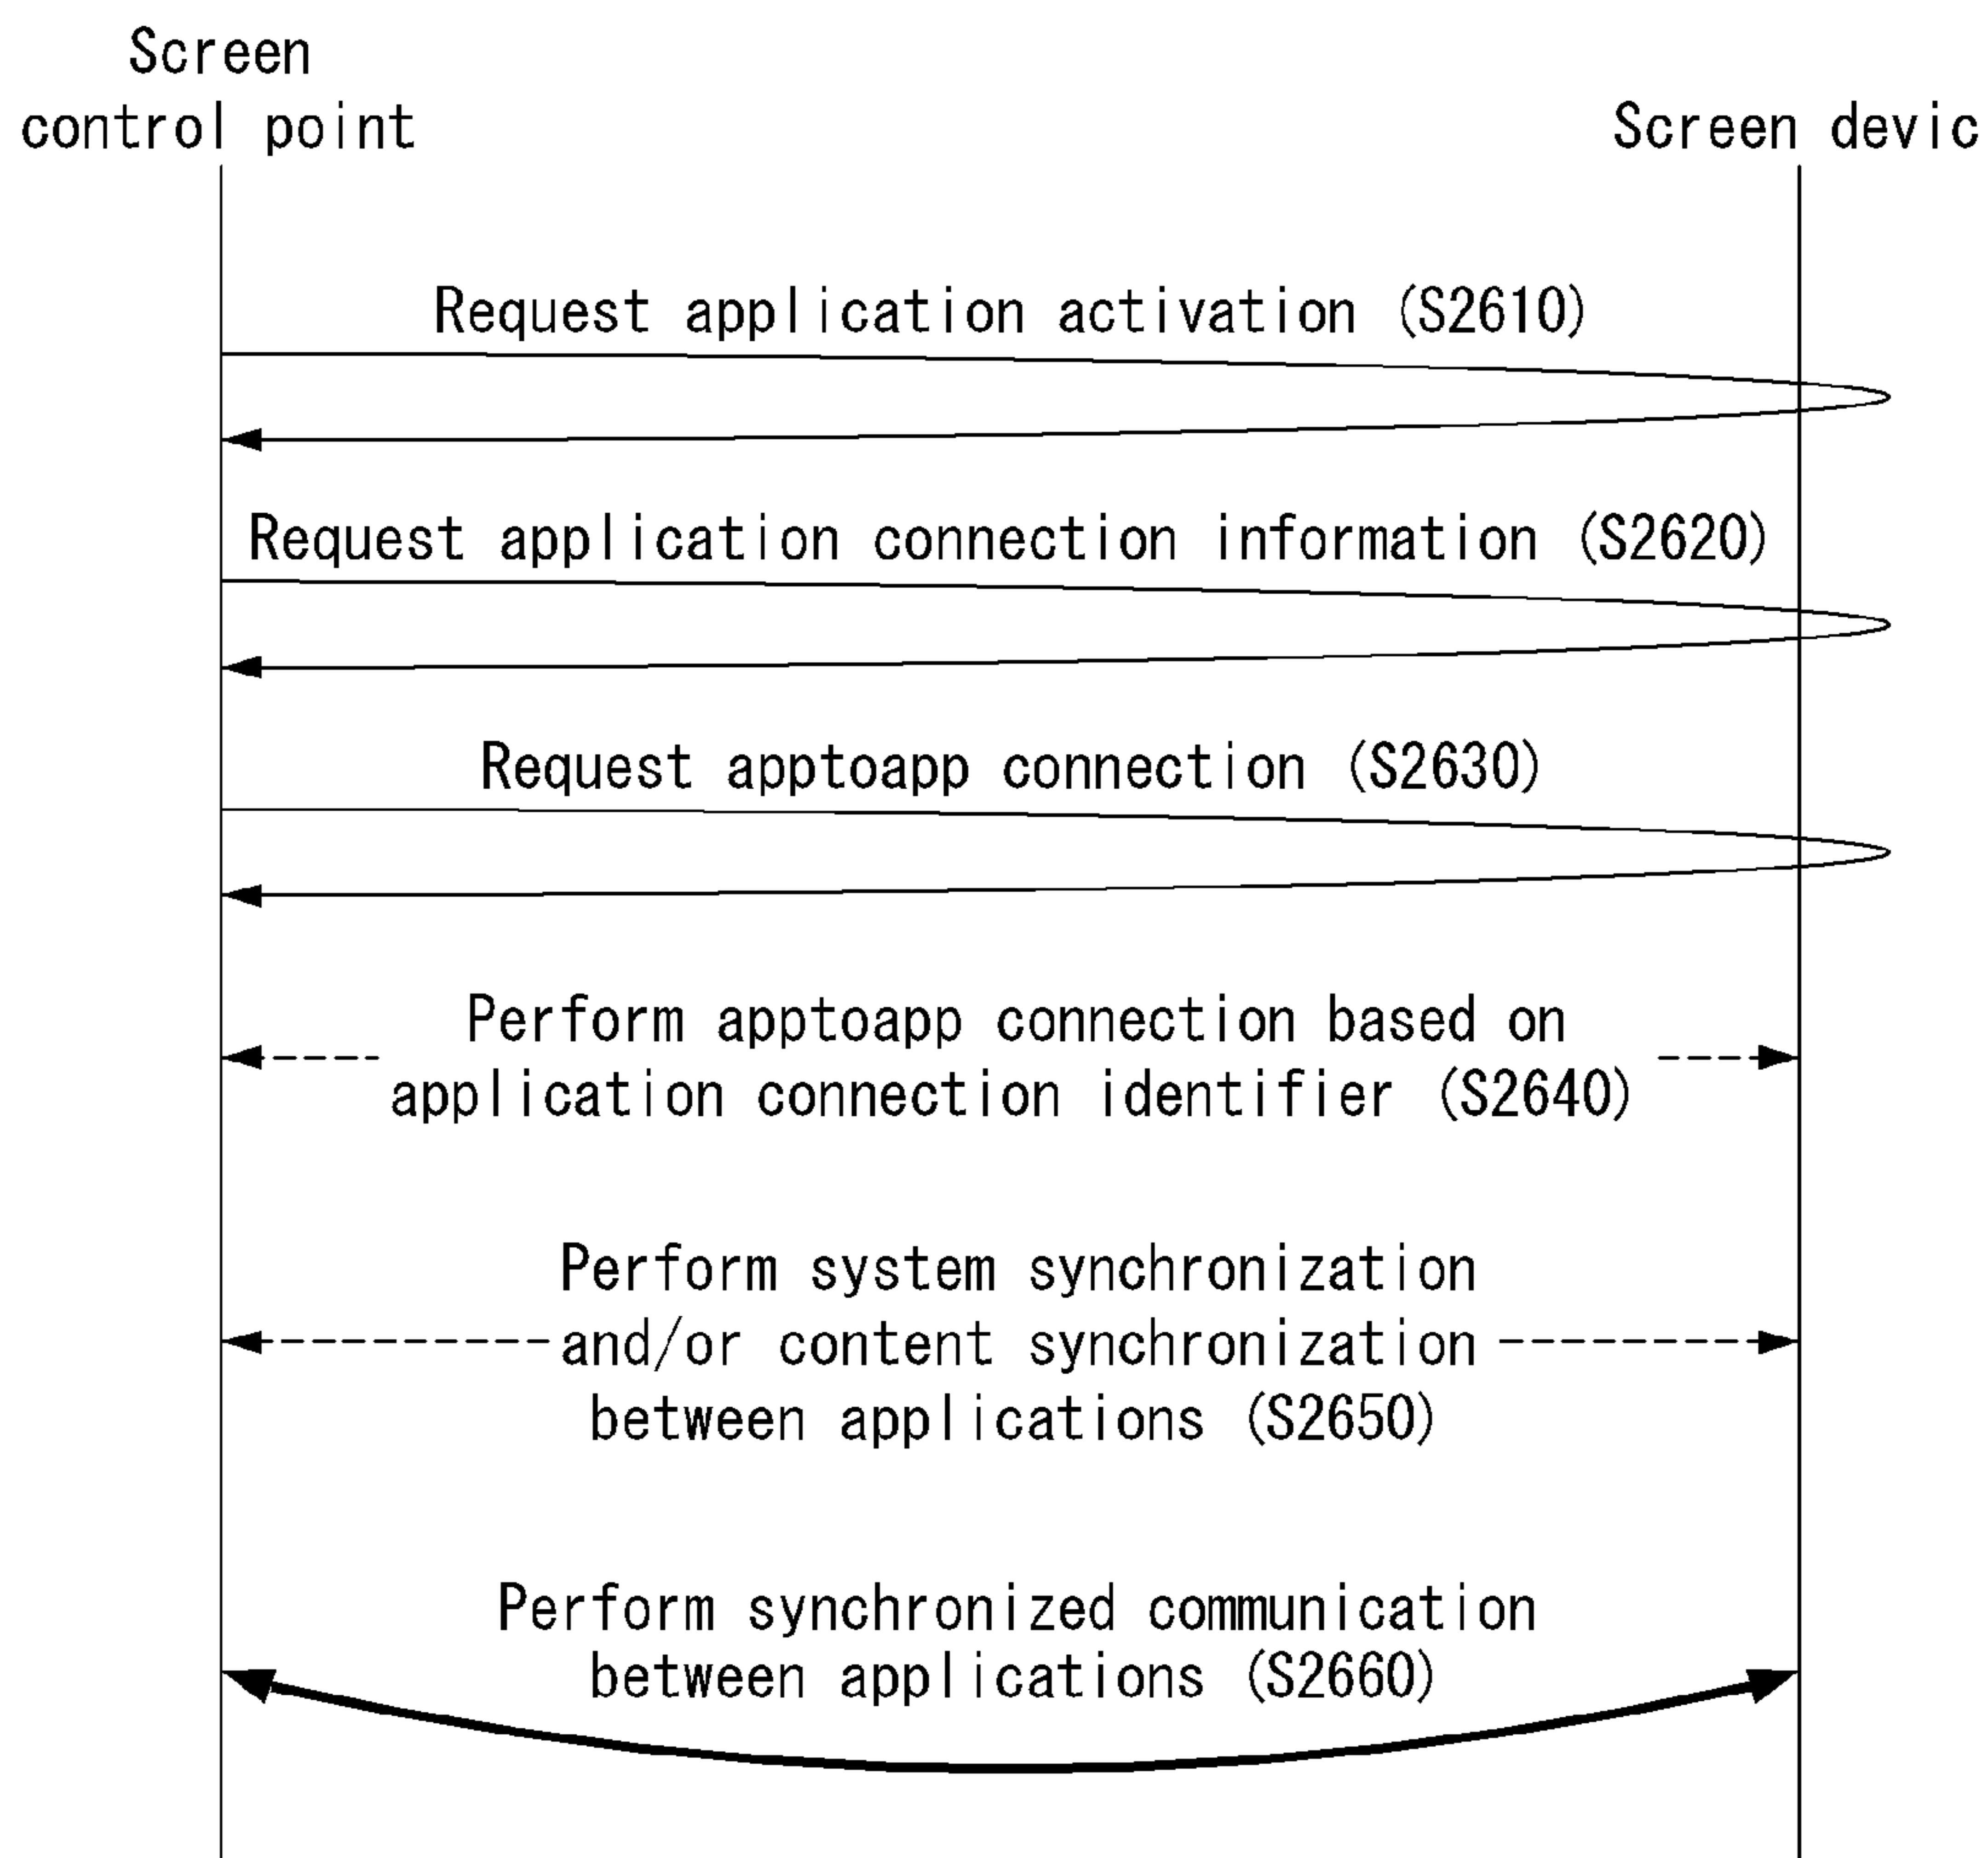 Screen
control point
Screen devic
Request application activation (S2610)
Request application connection information (S2620)
Request apptoapp connection (S2630)
Perform apptoapp connection based on
application connection identifier (S2640)
Perform system synchronization
and/or content synchronization
between applications (S2650)
Perform synchronized communication
between applications (S2660)